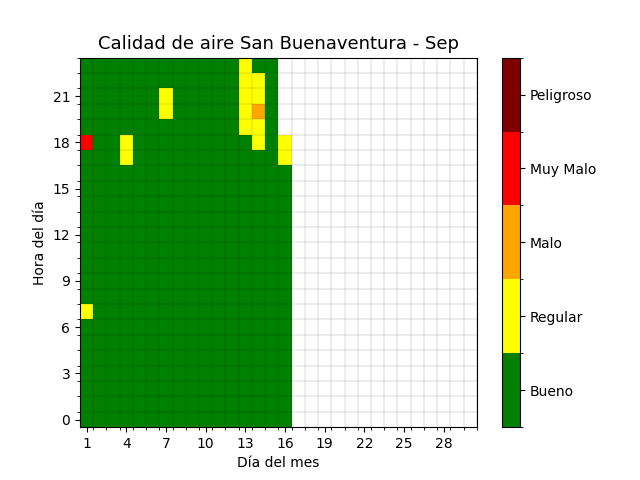 Calidad de aire San Buenaventura - Sep
Hora del día
21
18
15
12
9
6
3
0
1 4 7 10 13 16 19 22 25 28
Día del mes
Peligroso
Muy Malo
Malo
Regular
Bueno